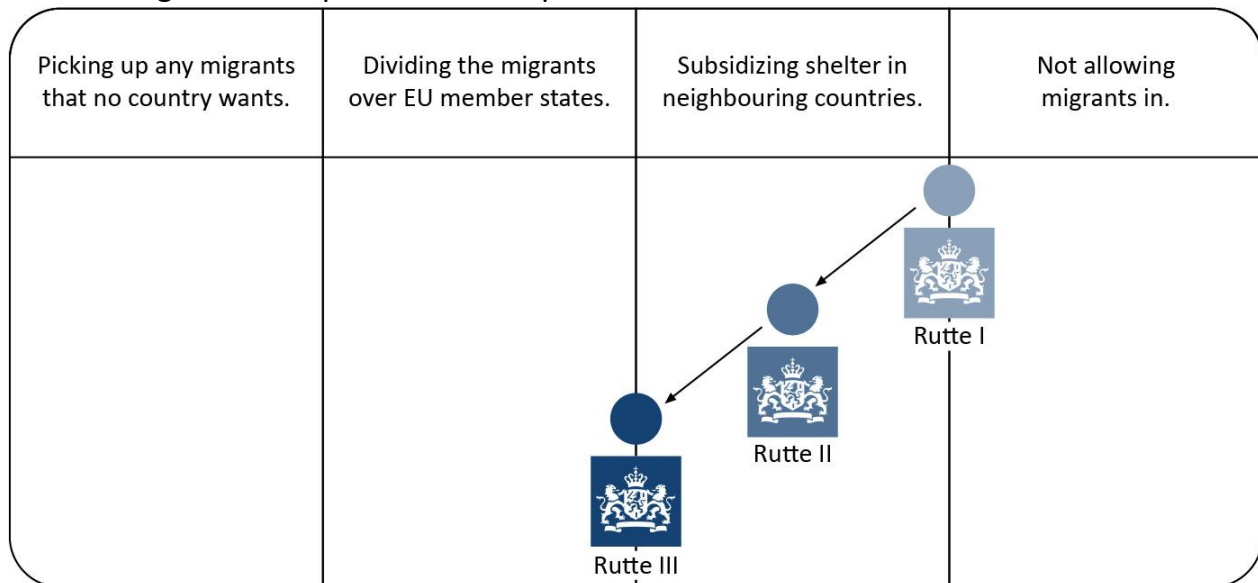 Picking up any migrants
that no country wants.
Dividing the migrants
over EU member states.
Subsidizing shelter in
neighbouring countries.
Not allowing
migrants in.
Rutte I
Rutte II
Rutte III